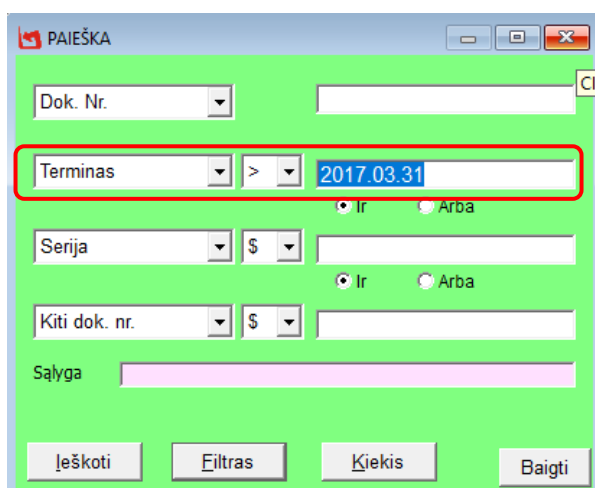 PAIEŠKA
Dok. Nr.
Terminas > 2017.03.31
Ir Arba
Serija $
Ir Arba
Kiti dok. nr. $
Sąlyga
Ieškoti Filtras Kiekis Baigti